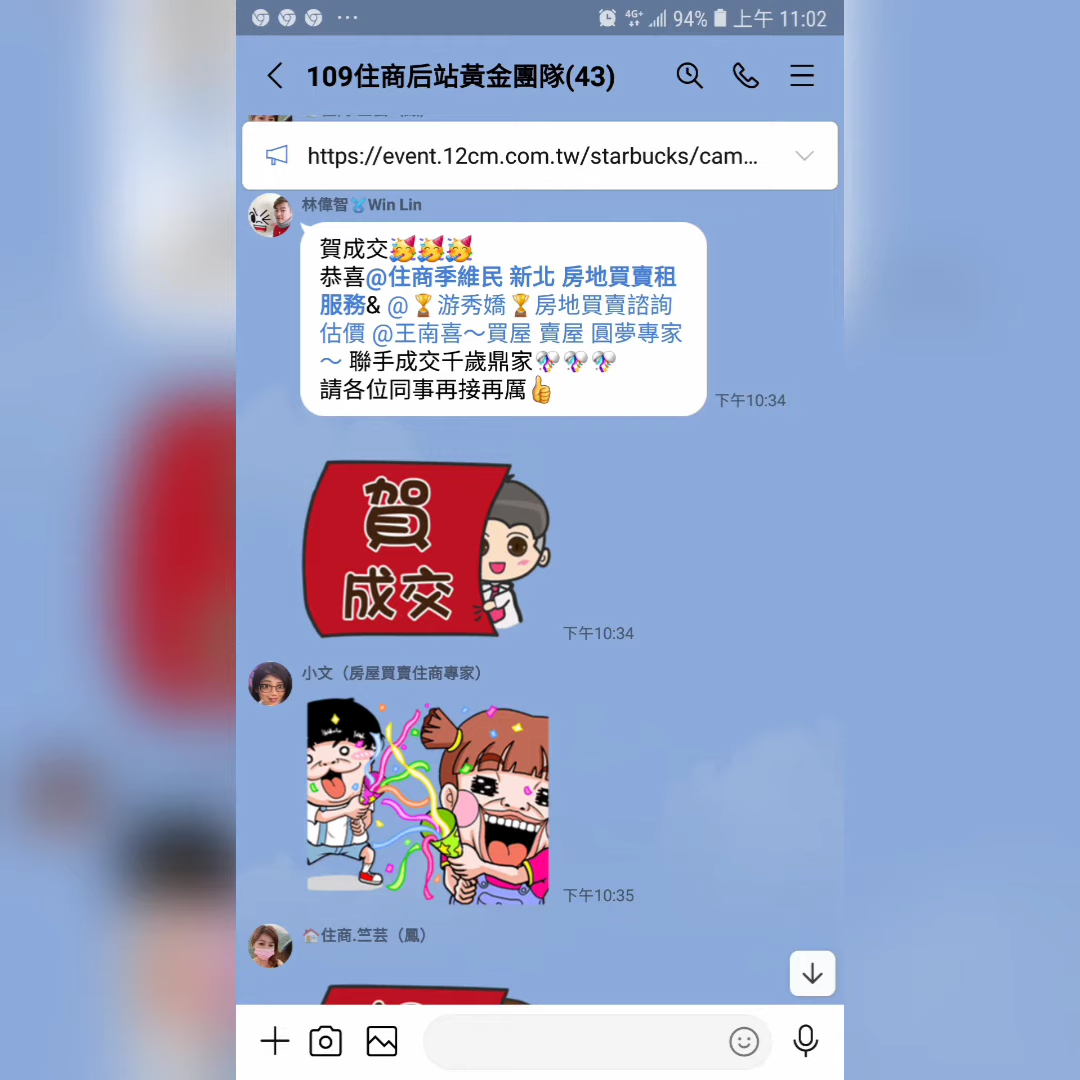 94% 上午 11:02
109住商后站黃金團隊(43)
https://event.12cm.com.tw/starbucks/cam…
林偉智 Win Lin
賀成交🥳🥳🥳
恭喜@住商季維民 新北 房地買賣租
服務& @🏆游秀嬌🏆房地買賣諮詢
估價 @王南喜～買屋 賣屋 圓夢專家
～ 聯手成交千歲鼎家🎊🎊🎊
請各位同事再接再厲👍
下午10:34
賀
成交
下午10:34
小文（房屋買賣住商專家）
下午10:35
🏠住商.竺芸（鳳）